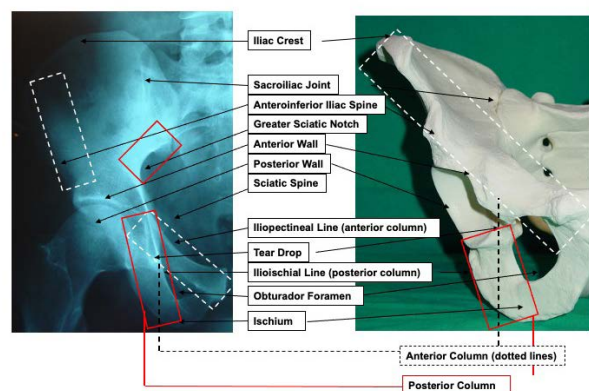 Iliac Crest
Sacroiliac Joint
Anteroinferior Iliac Spine
Greater Sciatic Notch
Anterior Wall
Posterior Wall
Sciatic Spine
Iliopectineal Line (anterior column)
Tear Drop
Ilioischial Line (posterior column)
Obturador Foramen
Ischium
Anterior Column (dotted lines)
Posterior Column